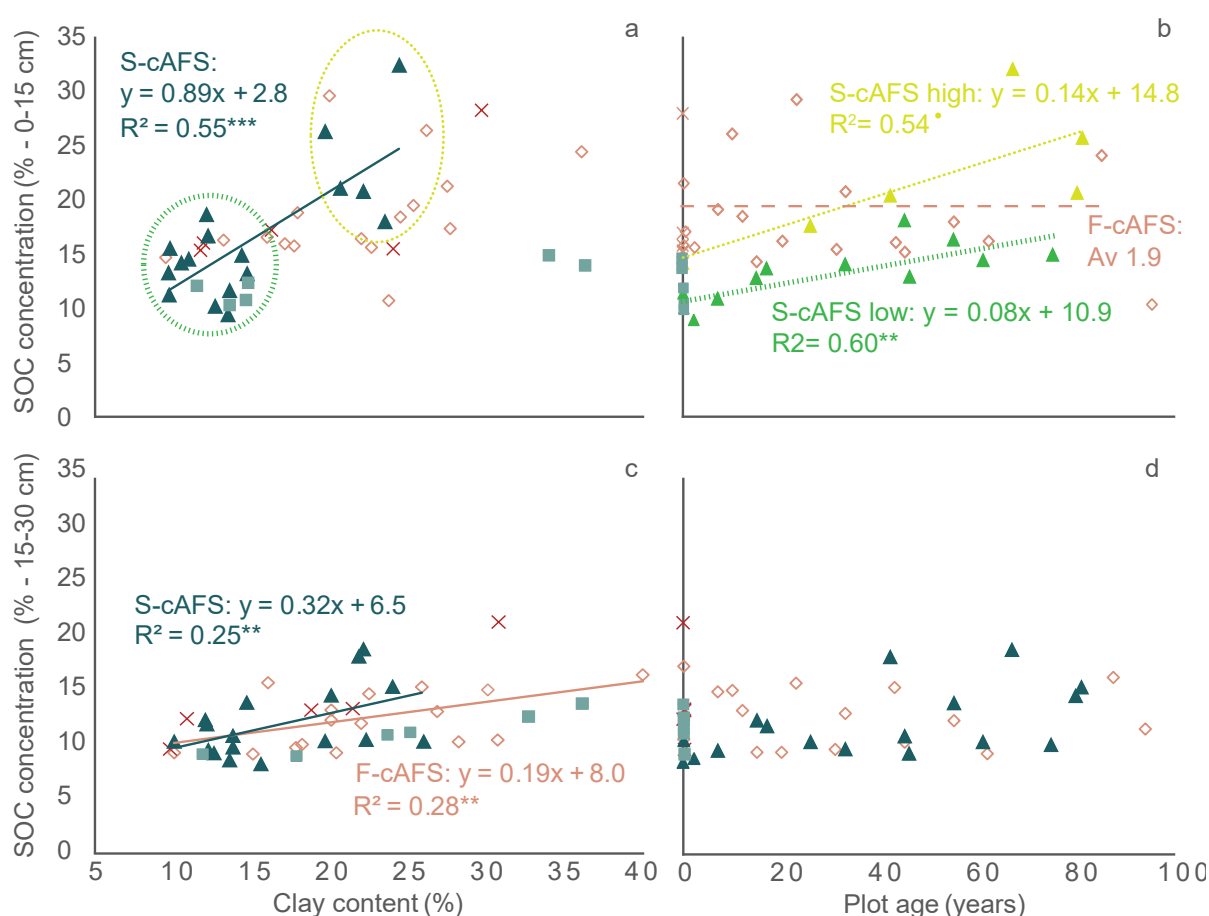 SOC concentration (% - 0-15 cm)
35
30
25
20
15
10
5
0
a
S-cAFS:
y = 0.89x + 2.8
R² = 0.55***
b
S-cAFS high: y = 0.14x + 14.8
R²= 0.54 •
F-cAFS:
Av 1.9
S-cAFS low: y = 0.08x + 10.9
R2= 0.60**
SOC concentration (% - 15-30 cm)
35
30
25
20
15
10
5
0
c
S-cAFS: y = 0.32x + 6.5
R² = 0.25**
F-cAFS: y = 0.19x + 8.0
R² = 0.28**
d
5 10 15 20 25 30 35 40
Clay content (%)
0 20 40 60 80 100
Plot age (years)